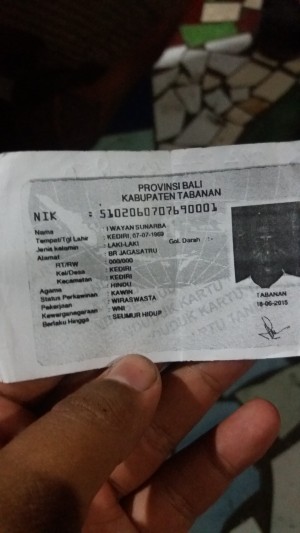 PROVINSI BALI
KABUPATEN TABANAN
NIK : 5102060707690001
Nama : I WAYAN SUNARBA
Tempat/Tgl Lahir : KEDIRI, 07-07-1969
Jenis kelamin : LAKI-LAKI Gol. Darah : -
Alamat : BR JAGASATRU
RT/RW : 000/000
Kel/Desa : KEDIRI
Kecamatan : KEDIRI
Agama : HINDU
Status Perkawinan : KAWIN
Pekerjaan : WIRASWASTA
Kewarganegaraan : WNI
Berlaku Hingga : SEUMUR HIDUP
TABANAN
18-06-2015